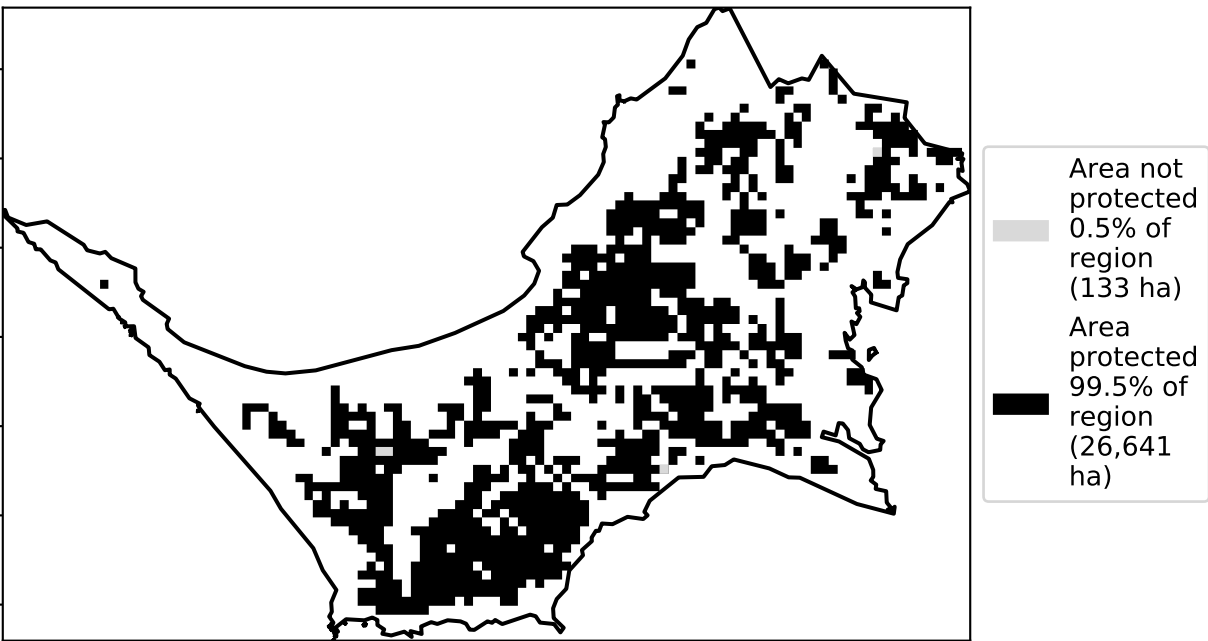 Area not
protected
0.5% of
region
(133 ha)
Area
protected
99.5% of
region
(26,641
ha)